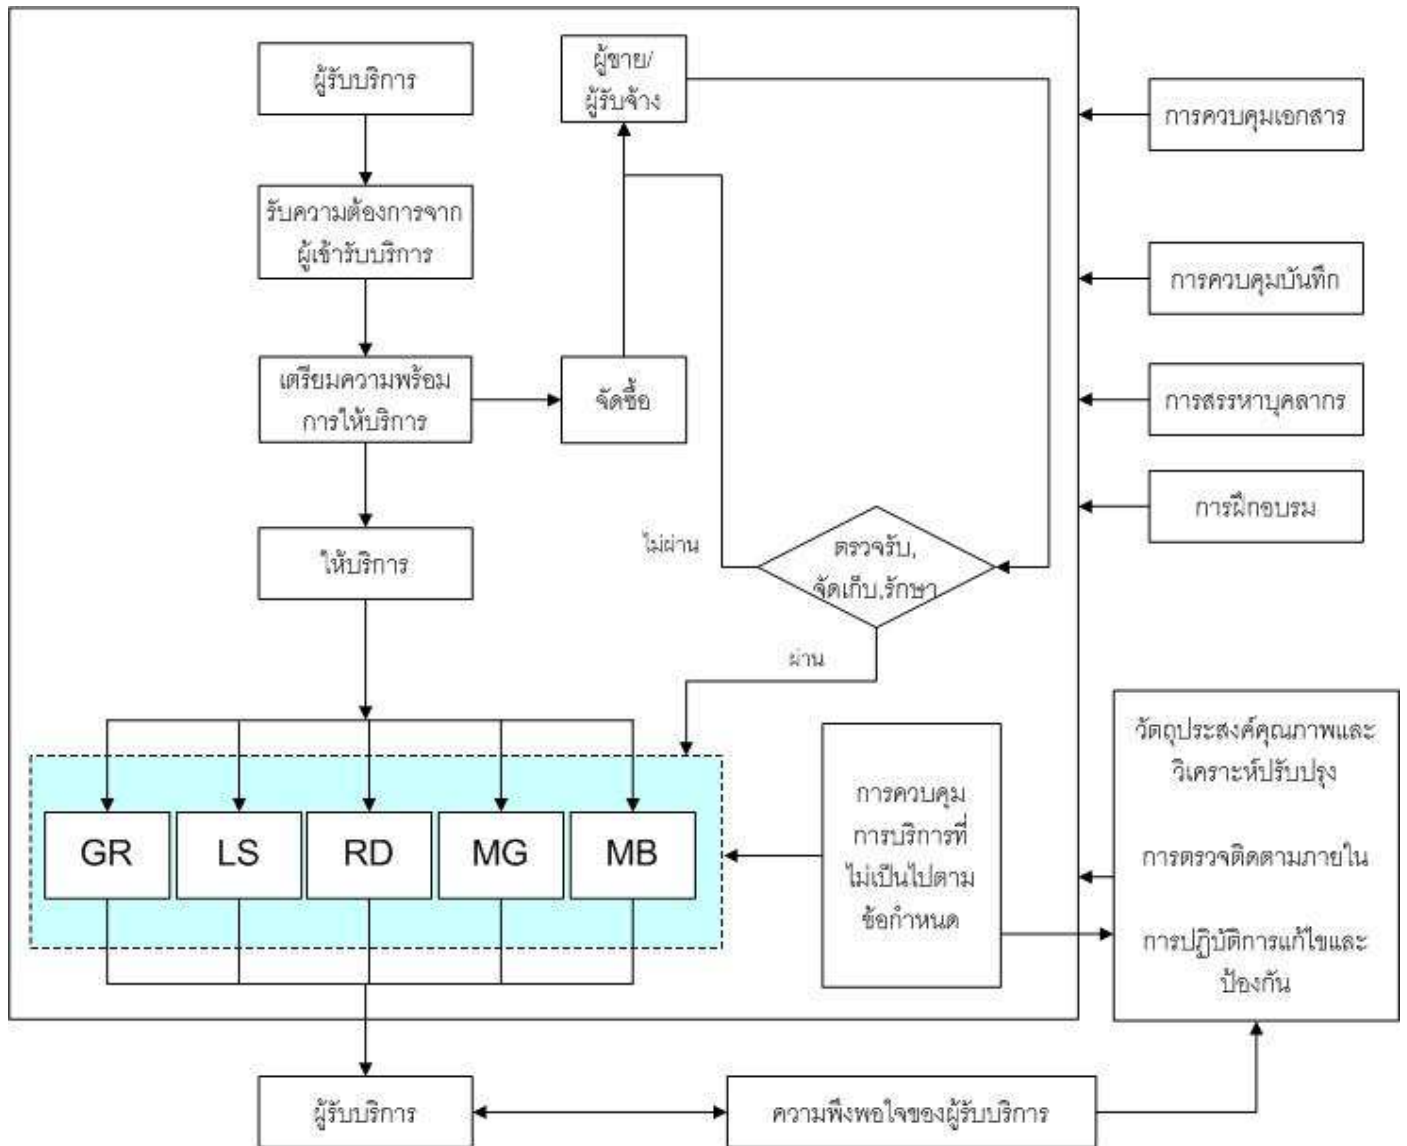 ผู้รับบริการ
ผู้ขาย/
ผู้รับจ้าง
การควบคุมเอกสาร
รับความต้องการจาก
ผู้เข้ารับบริการ
การควบคุมบันทึก
เตรียมความพร้อม
การให้บริการ
จัดซื้อ
การสรรหาบุคลากร
การฝึกอบรม
ให้บริการ
ไม่ผ่าน
ตรวจรับ,
จัดเก็บ,รักษา
ผ่าน
GR
LS
RD
MG
MB
การควบคุม
การบริการที่
ไม่เป็นไปตาม
ข้อกำหนด
วัตถุประสงค์คุณภาพและ
วิเคราะห์ปรับปรุง
การตรวจติดตามภายใน
การปฏิบัติการแก้ไขและ
ป้องกัน
ผู้รับบริการ
ความพึงพอใจของผู้รับบริการ